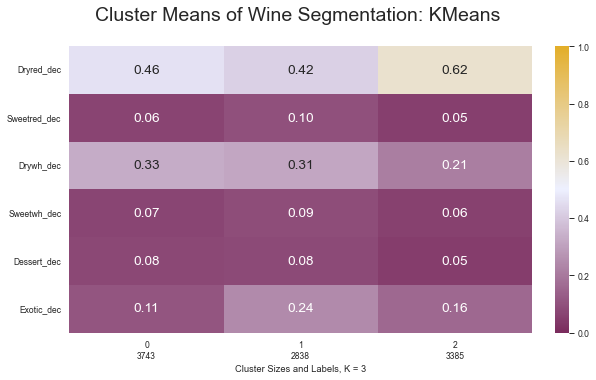 Cluster Means of Wine Segmentation: KMeans
Dryred_dec 0.46 0.42 0.62
Sweetred_dec 0.06 0.10 0.05
Drywh_dec 0.33 0.31 0.21
Sweetwh_dec 0.07 0.09 0.06
Dessert_dec 0.08 0.08 0.05
Exotic_dec 0.11 0.24 0.16
0 1 2
3743 2838 3385
Cluster Sizes and Labels, K = 3
1.0
0.8
0.6
0.4
0.2
0.0